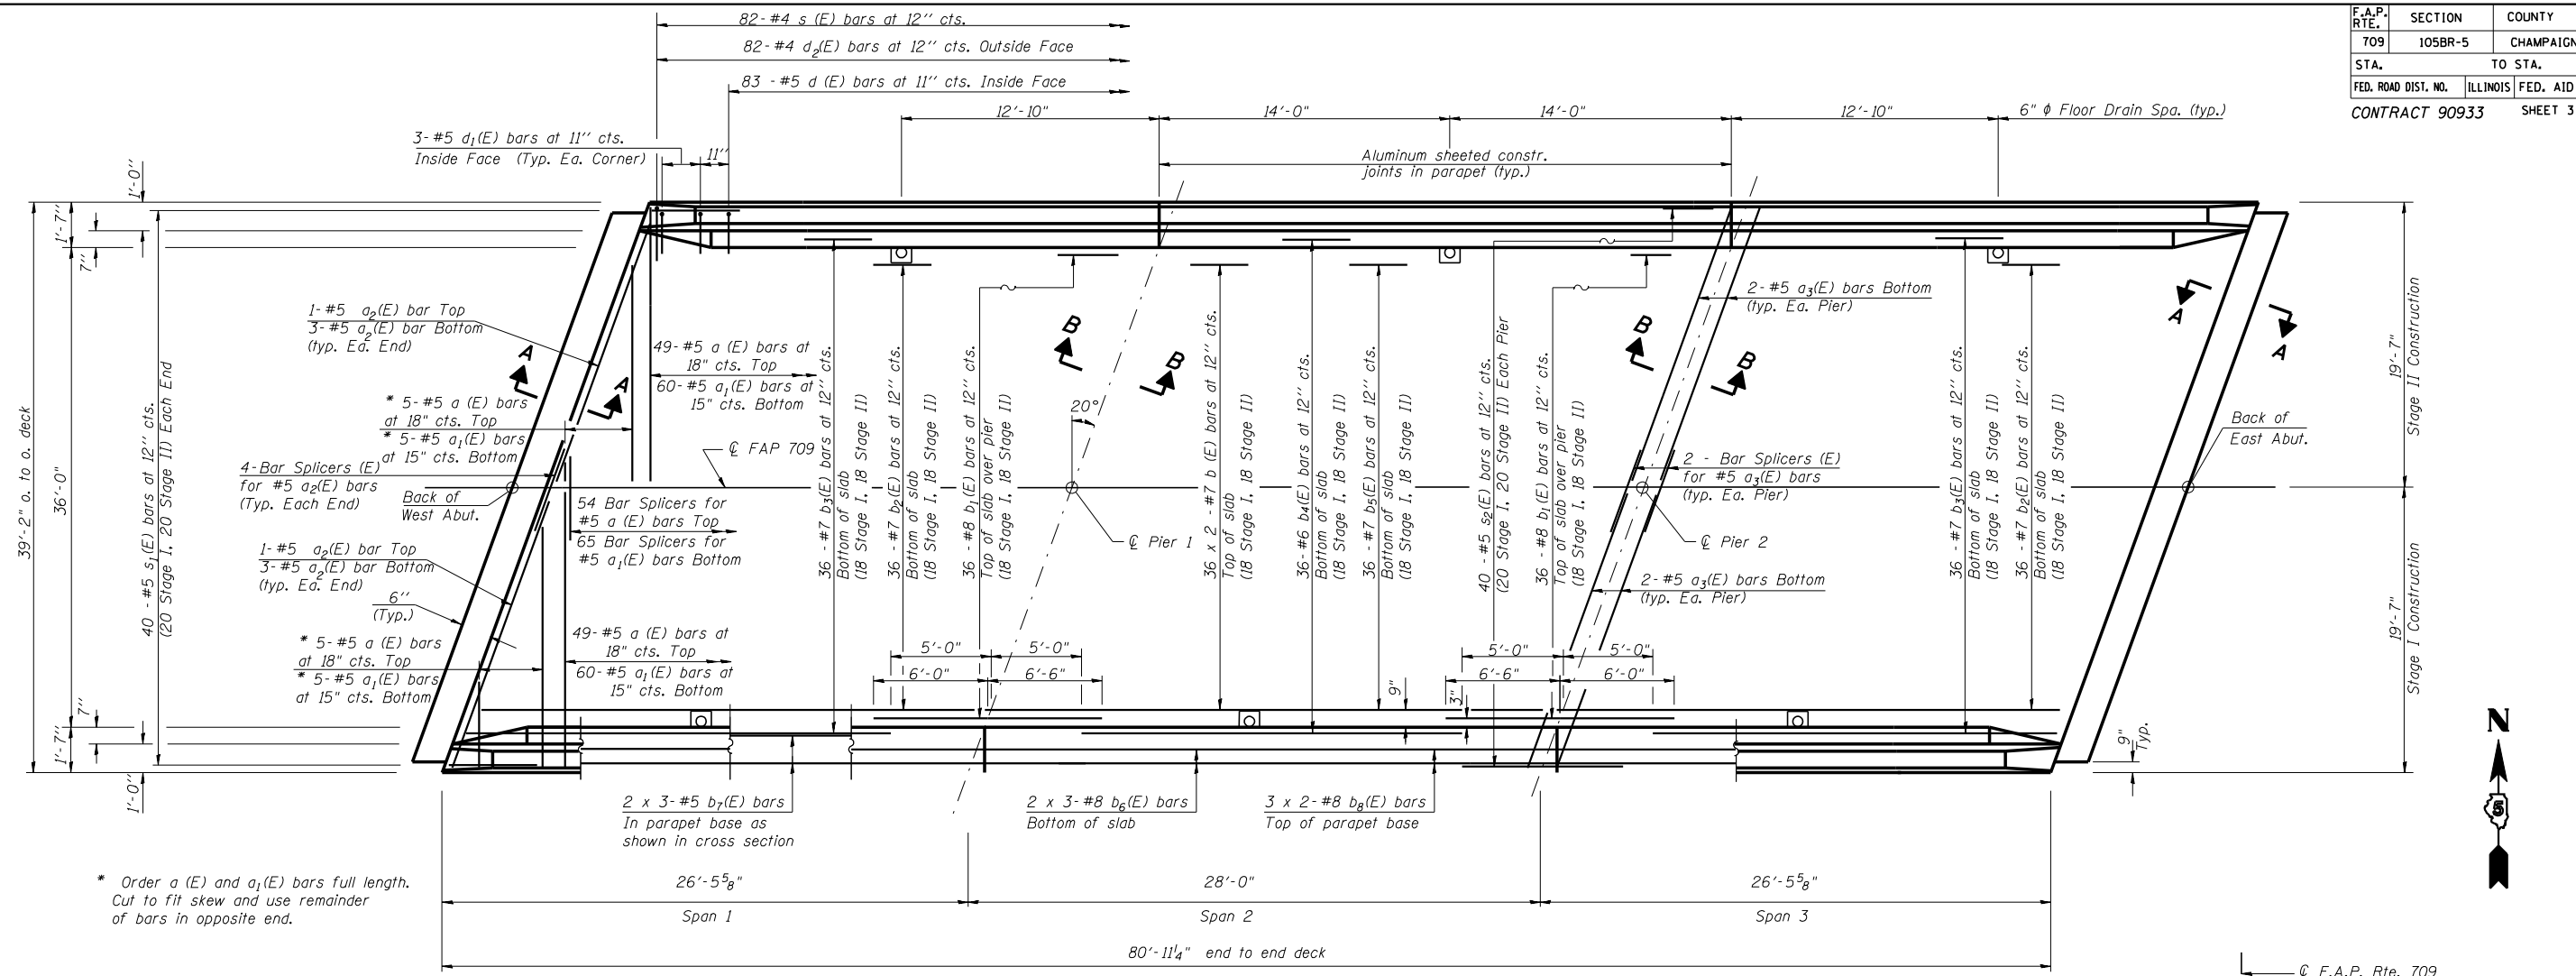 F.A.P. RTE. SECTION COUNTY
709 105BR-5 CHAMPAIGN
STA. TO STA.
FED. ROAD DIST. NO. ILLINOIS FED. AID
CONTRACT 90933 SHEET 3
82-#4 s (E) bars at 12'' cts.
82-#4 d2(E) bars at 12'' cts. Outside Face
83 -#5 d (E) bars at 11'' cts. Inside Face
12'-10" 14'-0" 14'-0" 12'-10" 6" ϕ Floor Drain Spa. (typ.)
3-#5 d1(E) bars at 11'' cts.
Inside Face (Typ. Ea. Corner)
11''
Aluminum sheeted constr.
joints in parapet (typ.)
1'-0''
1'-7''
7''
39'-2" o. to o. deck
36'-0"
40 -#5 s1(E) bars at 12'' cts.
(20 Stage I, 20 Stage II) Each End
1-#5 a2(E) bar Top
3-#5 a2(E) bar Bottom
(typ. Ea. End)
A
A
* 5-#5 a (E) bars
at 18" cts. Top
* 5-#5 a1(E) bars
at 15" cts. Bottom
49-#5 a (E) bars at
18" cts. Top
60-#5 a1(E) bars at
15" cts. Bottom
℄ FAP 709
4-Bar Splicers (E)
for #5 a2(E) bars
(Typ. Each End)
Back of
West Abut.
54 Bar Splicers for
#5 a (E) bars Top
65 Bar Splicers for
#5 a1(E) bars Bottom
1-#5 a2(E) bar Top
3-#5 a2(E) bar Bottom
(typ. Ea. End)
6''
(Typ.)
* 5-#5 a (E) bars
at 18" cts. Top
* 5-#5 a1(E) bars
at 15" cts. Bottom
49-#5 a (E) bars at
18" cts. Top
60-#5 a1(E) bars at
15" cts. Bottom
7''
1'-7''
1'-0''
36 -#7 b3(E) bars at 12'' cts.
Bottom of slab
(18 Stage I, 18 Stage II)
36 -#7 b2(E) bars at 12'' cts.
Bottom of slab
(18 Stage I, 18 Stage II)
36 -#8 b1(E) bars at 12'' cts.
Top of slab over pier
(18 Stage I, 18 Stage II)
B
B
20°
℄ Pier 1
36 x 2 -#7 b (E) bars at 12'' cts.
Top of slab
(18 Stage I, 18 Stage II)
36 -#6 b4(E) bars at 12'' cts.
Bottom of slab
(18 Stage I, 18 Stage II)
36 -#7 b5(E) bars at 12'' cts.
Bottom of slab
(18 Stage I, 18 Stage II)
40 -#5 s2(E) bars at 12'' cts.
(20 Stage I, 20 Stage II) Each Pier
36 -#8 b1(E) bars at 12'' cts.
Top of slab over pier
(18 Stage I, 18 Stage II)
B
B
2-#5 a3(E) bars Bottom
(typ. Ea. Pier)
2 - Bar Splicers (E)
for #5 a3(E) bars
(typ. Ea. Pier)
℄ Pier 2
2-#5 a3(E) bars Bottom
(typ. Ea. Pier)
36 -#7 b3(E) bars at 12'' cts.
Bottom of slab
(18 Stage I, 18 Stage II)
36 -#7 b2(E) bars at 12'' cts.
Bottom of slab
(18 Stage I, 18 Stage II)
A
A
Back of
East Abut.
19'-7"
Stage II Construction
19'-7"
Stage I Construction
5'-0" 5'-0"
6'-0" 6'-6"
5'-0" 5'-0"
6'-6" 6'-0"
9"
3"
9"
Typ.
N
5
2 x 3-#5 b7(E) bars
In parapet base as
shown in cross section
2 x 3-#8 b6(E) bars
Bottom of slab
3 x 2-#8 b8(E) bars
Top of parapet base
* Order a (E) and a1(E) bars full length.
Cut to fit skew and use remainder
of bars in opposite end.
26'-5 5/8" 28'-0" 26'-5 5/8"
Span 1 Span 2 Span 3
80'-11 1/4" end to end deck
℄ F.A.P. Rte. 709